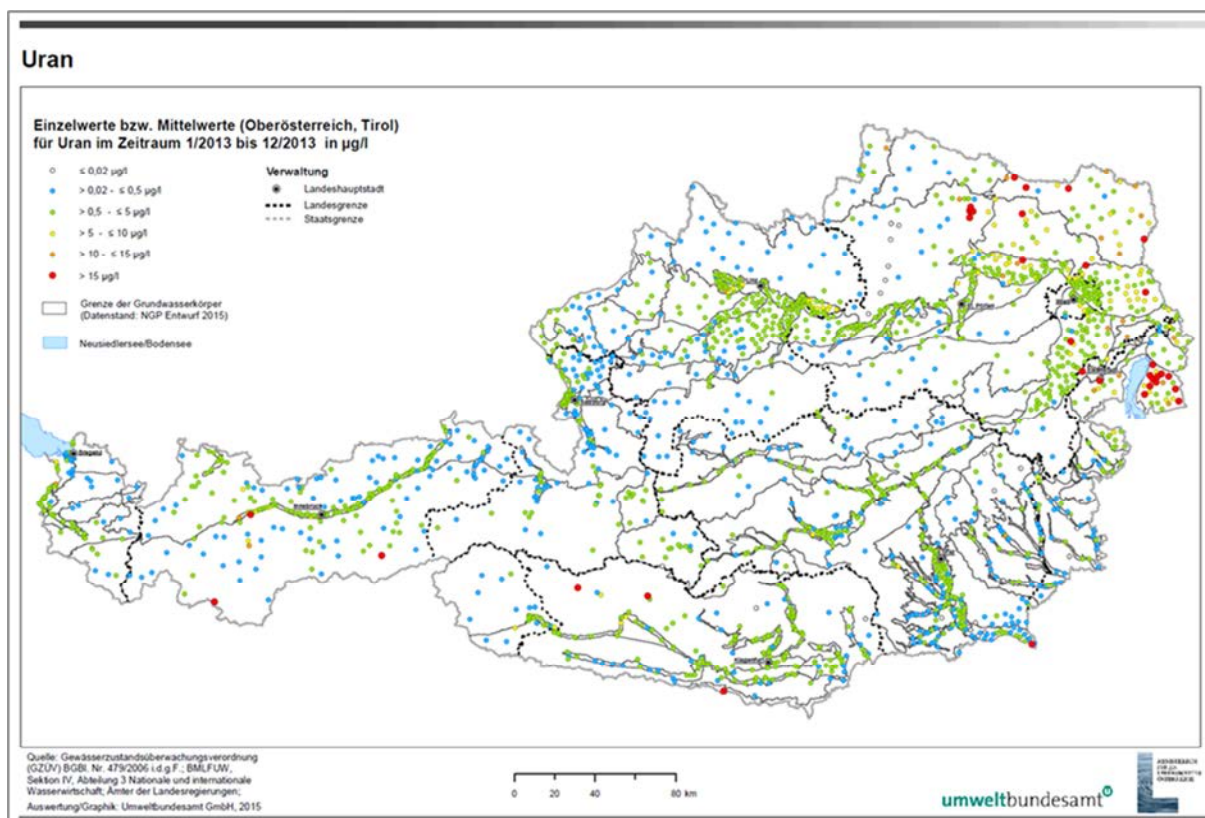 Uran
Einzelwerte bzw. Mittelwerte (Oberösterreich, Tirol)
für Uran im Zeitraum 1/2013 bis 12/2013 in µg/l
≤ 0,02 µg/l
> 0,02 - ≤ 0,5 µg/l
> 0,5 - ≤ 5 µg/l
> 5 - ≤ 10 µg/l
> 10 - ≤ 15 µg/l
> 15 µg/l
Grenze der Grundwasserkörper
(Datenstand: NGP Entwurf 2015)
Neusiedlersee/Bodensee
Verwaltung
Landeshauptstadt
Landesgrenze
Staatsgrenze
Bregenz
Innsbruck
Klagenfurt
Quelle: Gewässerzustandsüberwachungsverordnung
(GZÜV) BGBl. Nr. 479/2006 i.d.g.F.; BMLFUW,
Sektion IV, Abteilung 3 Nationale und internationale
Wasserwirtschaft; Ämter der Landesregierungen;
Auswertung/Graphik: Umweltbundesamt GmbH, 2015
0 20 40 80 km
umweltbundesamt